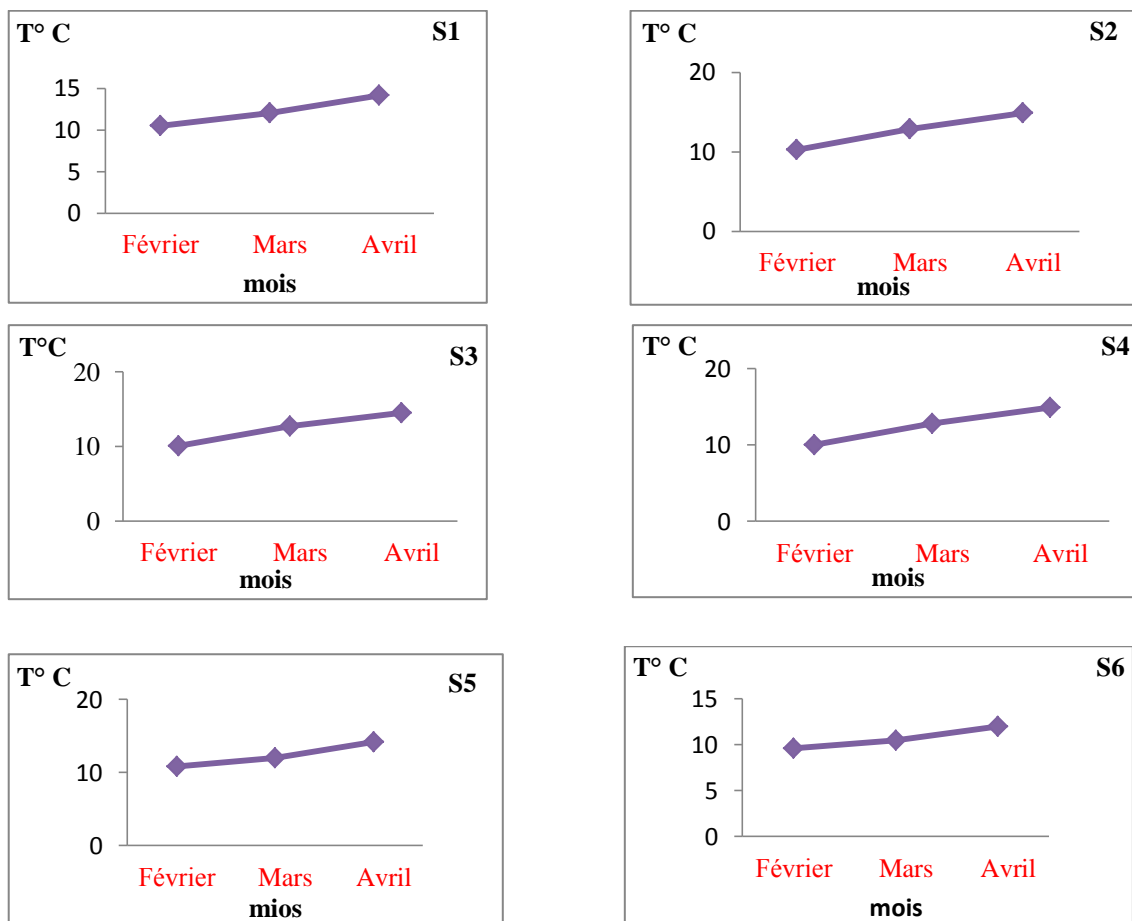 T° C S1
15
10
5
0
Février Mars Avril
mois
T° C S2
20
10
0
Février Mars Avril
mois
T°C S3
20
10
0
Février Mars Avril
mois
T° C S4
20
10
0
Février Mars Avril
mois
T° C S5
20
10
0
Février Mars Avril
mios
T° C S6
15
10
5
0
Février Mars Avril
mois